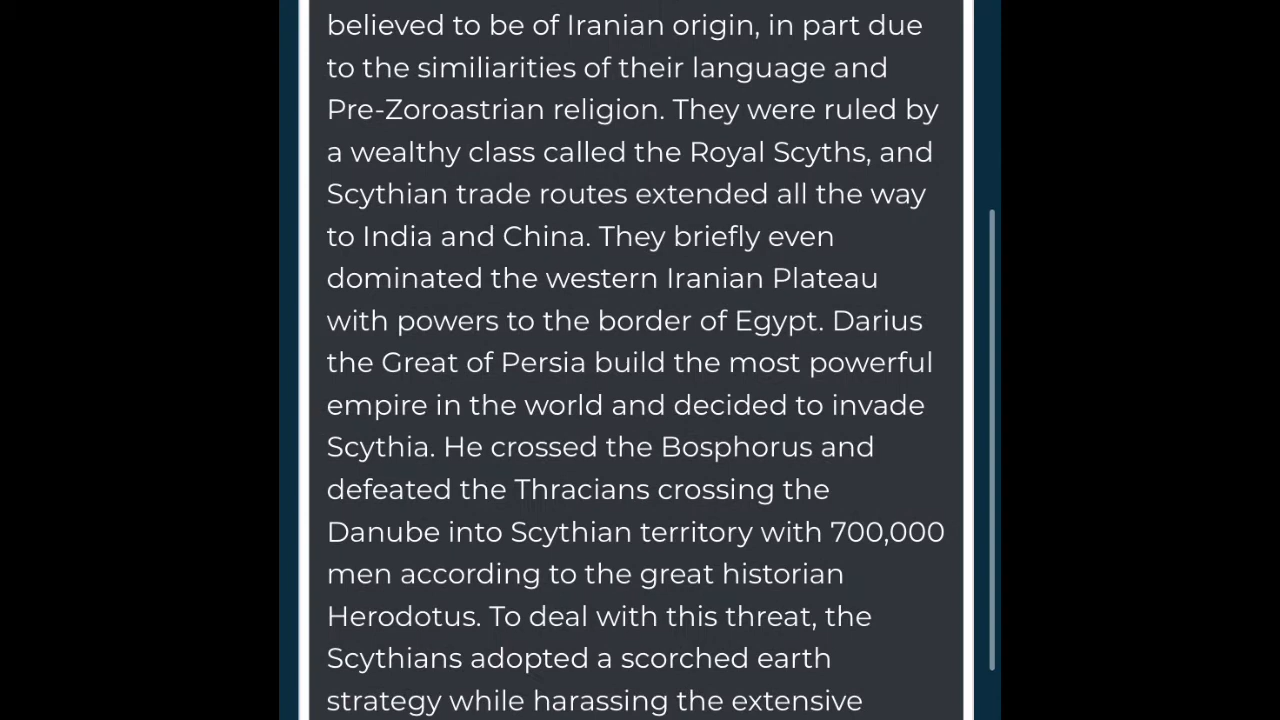 believed to be of Iranian origin, in part due
to the similiarities of their language and
Pre-Zoroastrian religion. They were ruled by
a wealthy class called the Royal Scyths, and
Scythian trade routes extended all the way
to India and China. They briefly even
dominated the western Iranian Plateau
with powers to the border of Egypt. Darius
the Great of Persia build the most powerful
empire in the world and decided to invade
Scythia. He crossed the Bosphorus and
defeated the Thracians crossing the
Danube into Scythian territory with 700,000
men according to the great historian
Herodotus. To deal with this threat, the
Scythians adopted a scorched earth
strategy while harassing the extensive